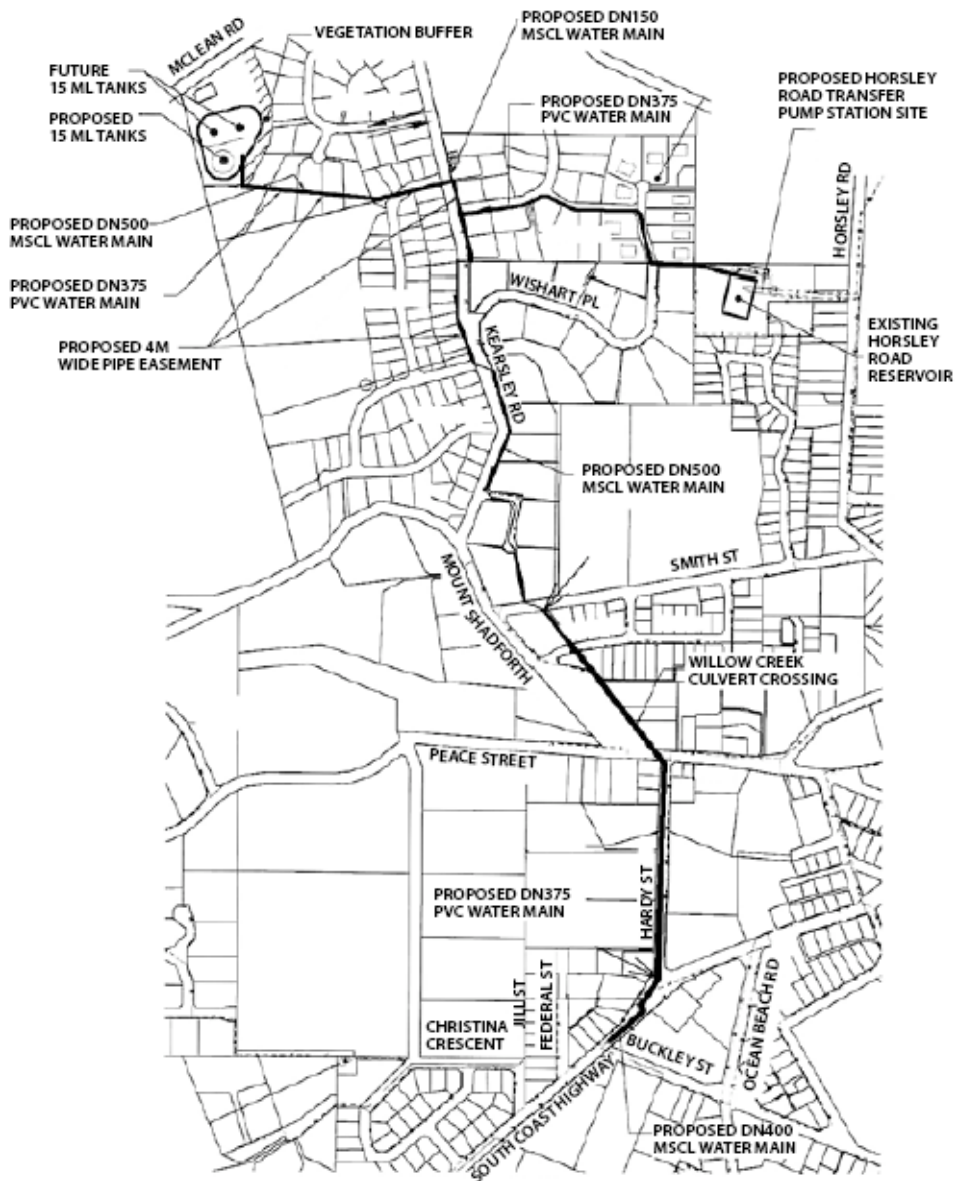 MCLEAN RD
VEGETATION BUFFER
PROPOSED DN150
MSCL WATER MAIN
FUTURE
15 ML TANKS
PROPOSED
15 ML TANKS
PROPOSED DN375
PVC WATER MAIN
PROPOSED HORSLEY
ROAD TRANSFER
PUMP STATION SITE
HORSLEY RD
PROPOSED DN500
MSCL WATER MAIN
PROPOSED DN375
PVC WATER MAIN
PROPOSED 4M
WIDE PIPE EASEMENT
WISHART PL
KEARSLEY RD
EXISTING
HORSLEY
ROAD
RESERVOIR
PROPOSED DN500
MSCL WATER MAIN
SMITH ST
MOUNT SHADFORTH
WILLOW CREEK
CULVERT CROSSING
PEACE STREET
PROPOSED DN375
PVC WATER MAIN
HARDY ST
JILL ST
FEDERAL ST
CHRISTINA
CRESCENT
OCEAN BEACH RD
BUCKLEY ST
SOUTH COAST HIGHWAY
PROPOSED DN400
MSCL WATER MAIN